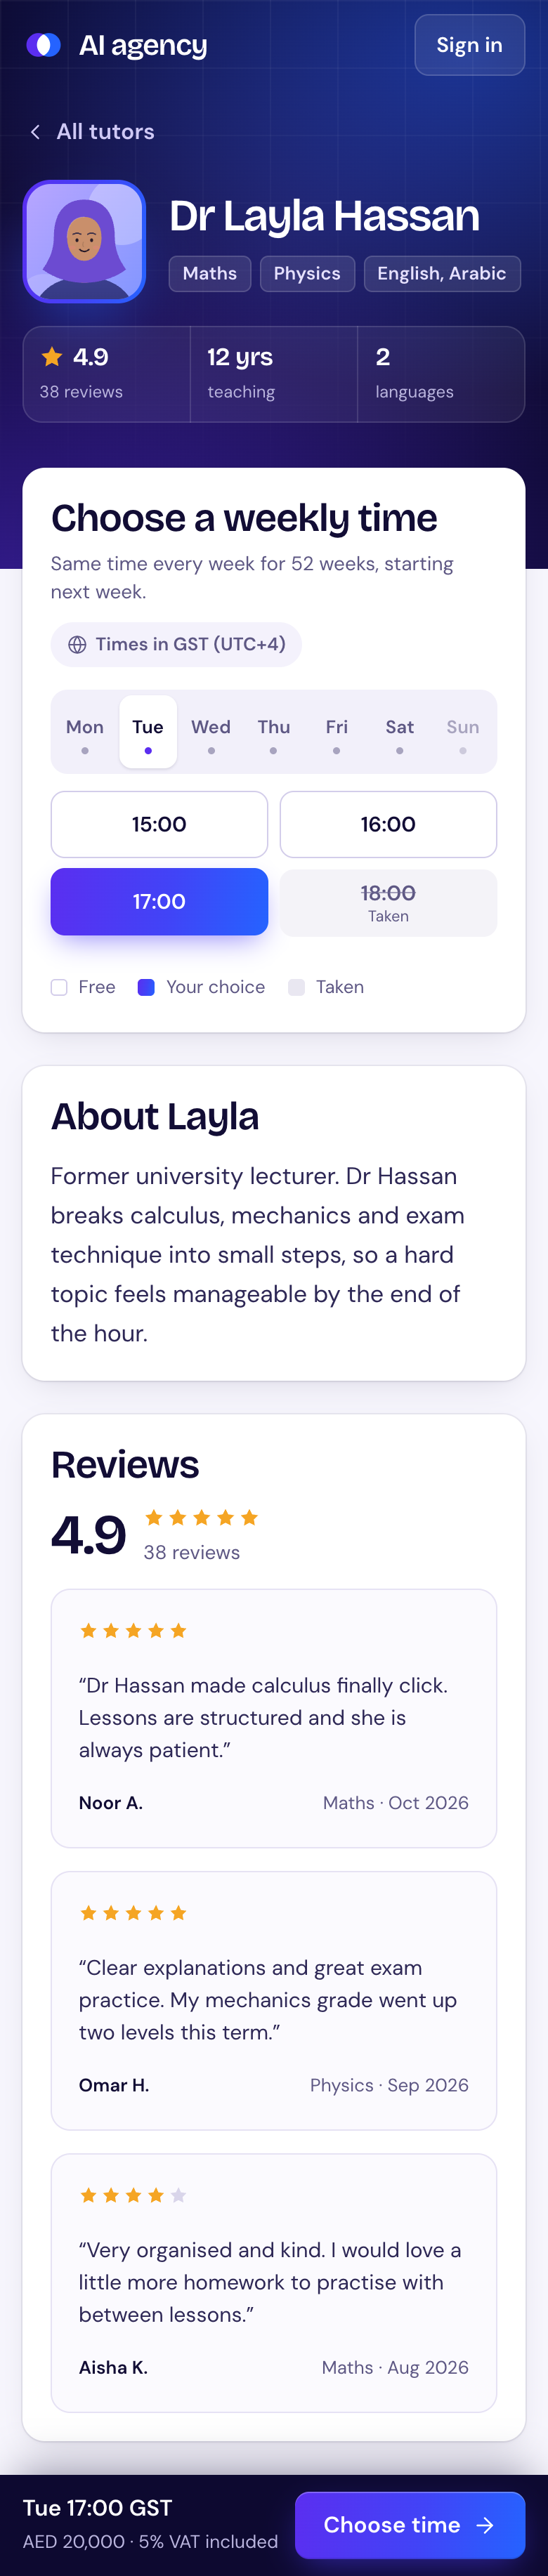 AI agency
Sign in
All tutors
Dr Layla Hassan
Maths Physics English, Arabic
4.9
38 reviews
12 yrs
teaching
2
languages
Choose a weekly time
Same time every week for 52 weeks, starting
next week.
Times in GST (UTC+4)
Mon Tue Wed Thu Fri Sat Sun
15:00 16:00
17:00 18:00
Taken
Free Your choice Taken
About Layla
Former university lecturer. Dr Hassan
breaks calculus, mechanics and exam
technique into small steps, so a hard
topic feels manageable by the end of
the hour.
Reviews
4.9
38 reviews
“Dr Hassan made calculus finally click.
Lessons are structured and she is
always patient.”
Noor A. Maths · Oct 2026
“Clear explanations and great exam
practice. My mechanics grade went up
two levels this term.”
Omar H. Physics · Sep 2026
“Very organised and kind. I would love a
little more homework to practise with
between lessons.”
Aisha K. Maths · Aug 2026
Tue 17:00 GST
AED 20,000 · 5% VAT included
Choose time